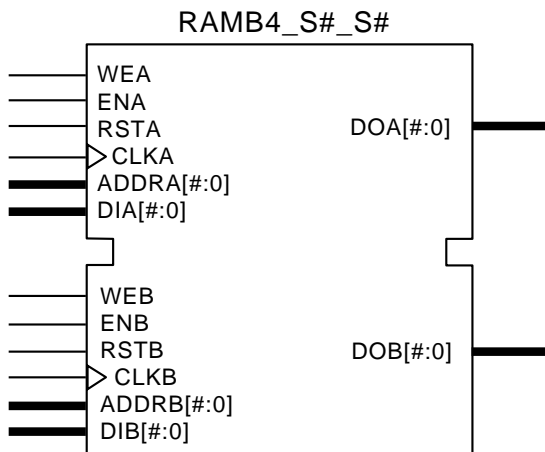 RAMB4_S#_S#
WEA
ENA
RSTA
DOA[#:0]
CLKA
ADDRA[#:0]
DIA[#:0]
WEB
ENB
RSTB
DOB[#:0]
CLKB
ADDRB[#:0]
DIB[#:0]